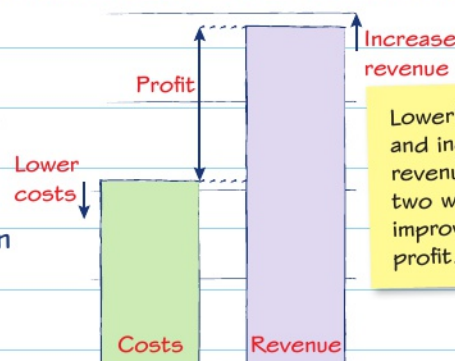 Increase
revenue
Profit
Lower
and in
revenu
two w
improv
profit.
Lower
costs
n
Costs
Revenue